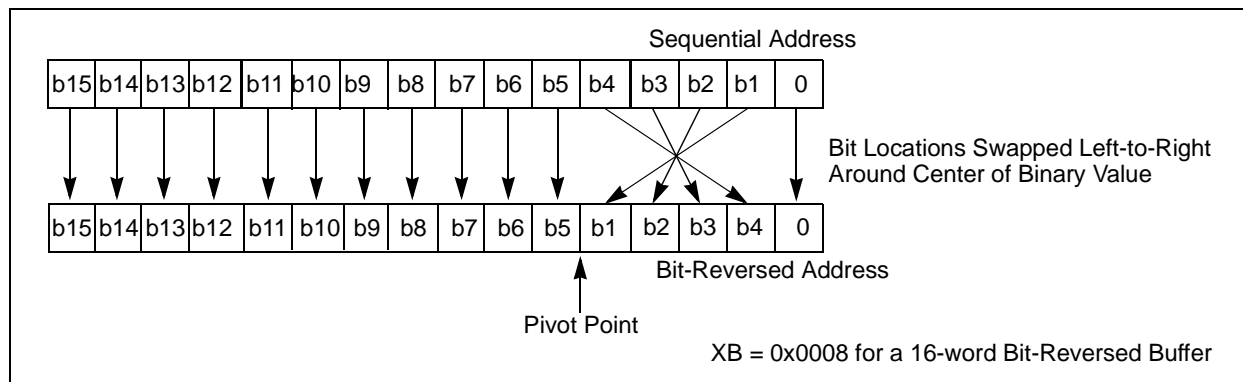 Sequential Address
b15 b14 b13 b12 b11 b10 b9 b8 b7 b6 b5 b4 b3 b2 b1 0
Bit Locations Swapped Left-to-Right
Around Center of Binary Value
b15 b14 b13 b12 b11 b10 b9 b8 b7 b6 b5 b1 b2 b3 b4 0
Bit-Reversed Address
Pivot Point
XB = 0x0008 for a 16-word Bit-Reversed Buffer